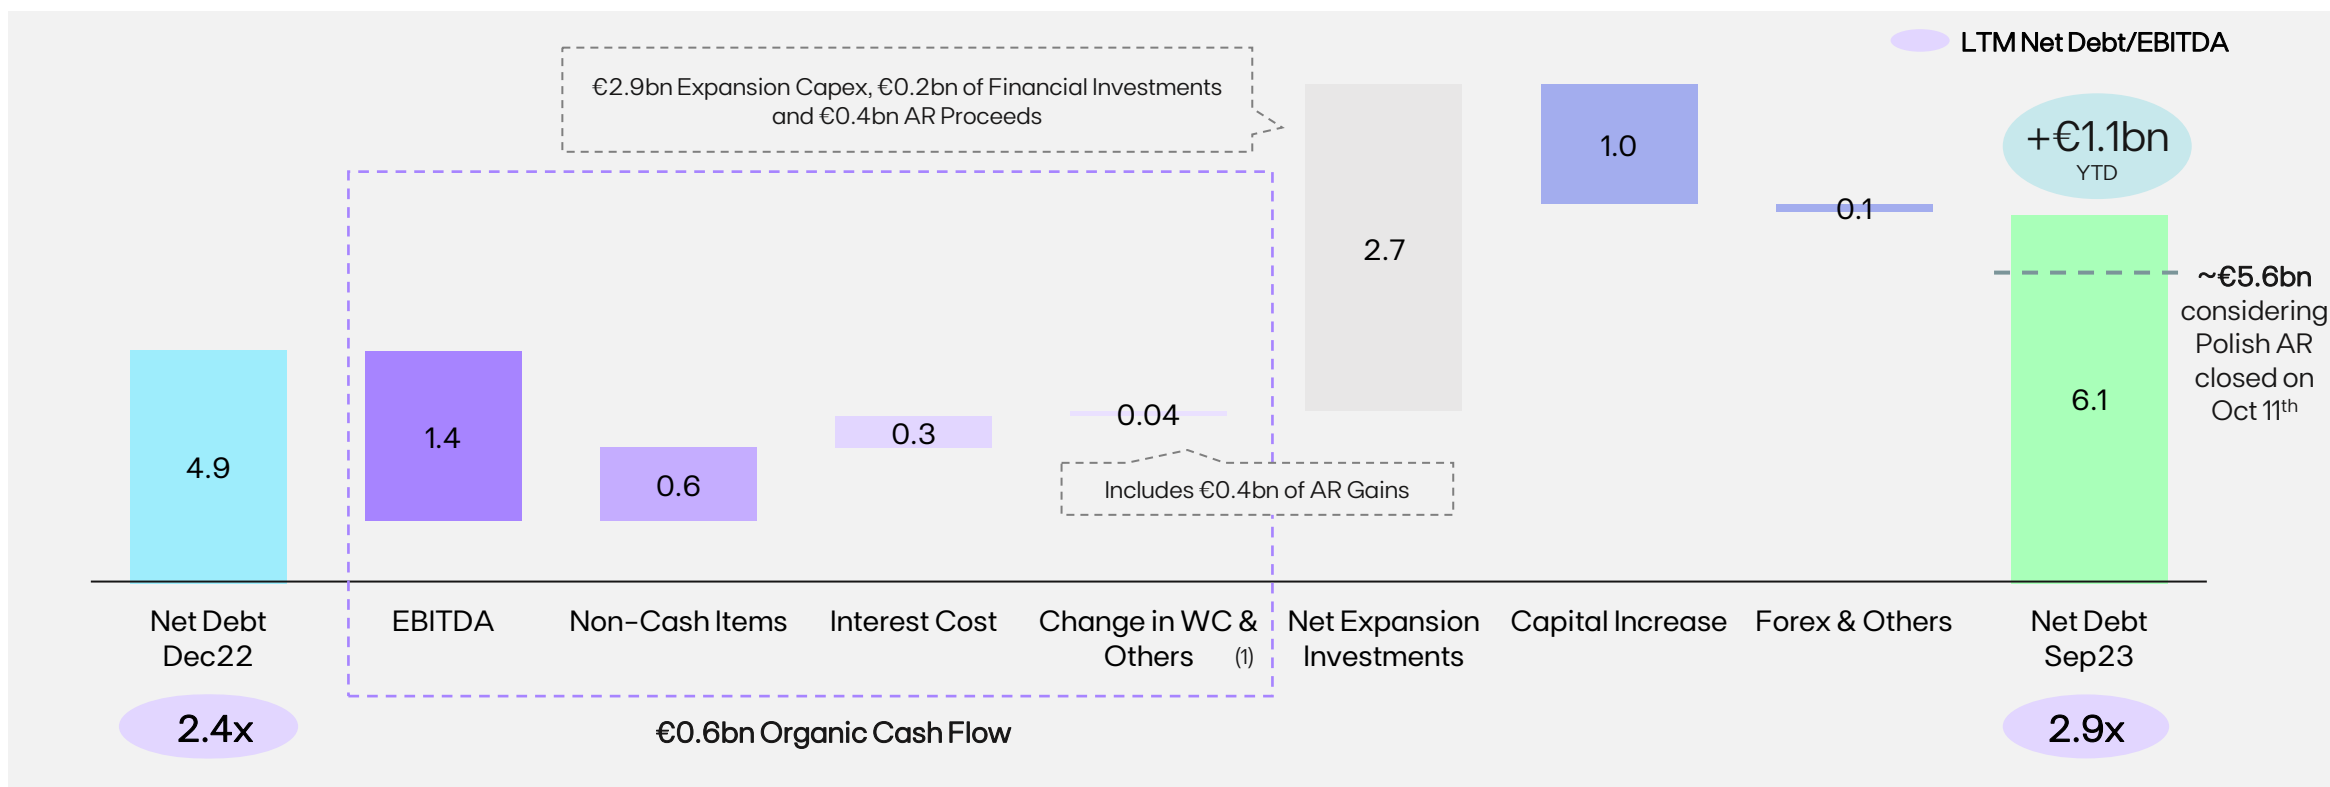 LTM Net Debt/EBITDA
€2.9bn Expansion Capex, €0.2bn of Financial Investments
and €0.4bn AR Proceeds
+€1.1bn
YTD
2.7
1.0
0.1
~€5.6bn
considering
Polish AR
closed on
Oct 11th
4.9
1.4
0.6
0.3
0.04
6.1
Includes €0.4bn of AR Gains
Net Debt
Dec22
EBITDA
Non-Cash Items
Interest Cost
Change in WC &
Others (1)
Net Expansion
Investments
Capital Increase
Forex & Others
Net Debt
Sep23
2.4x
€0.6bn Organic Cash Flow
2.9x